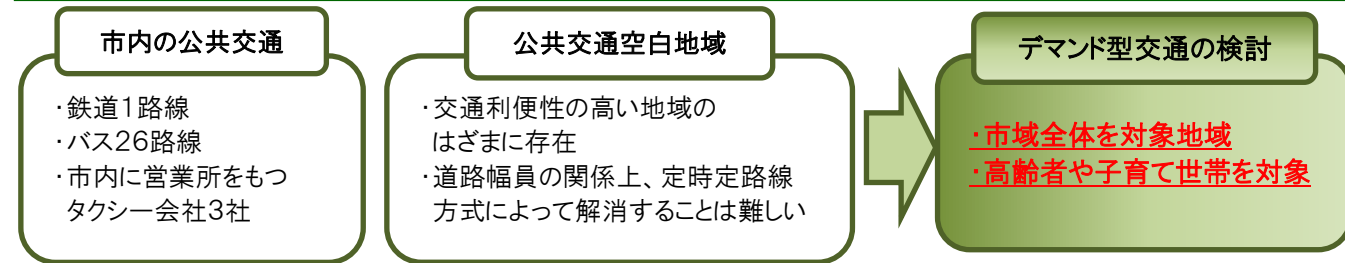 市内の公共交通
・鉄道1路線
・バス26路線
・市内に営業所をもつ
タクシー会社3社
公共交通空白地域
・交通利便性の高い地域の
はざまに存在
・道路幅員の関係上、定時定路線
方式によって解消することは難しい
デマンド型交通の検討
・市域全体を対象地域
・高齢者や子育て世帯を対象